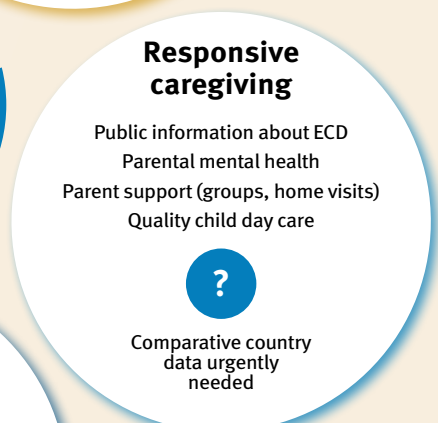 Responsive
caregiving
Public information about ECD
Parental mental health
Parent support (groups, home visits)
Quality child day care
?
Comparative country
data urgently
needed